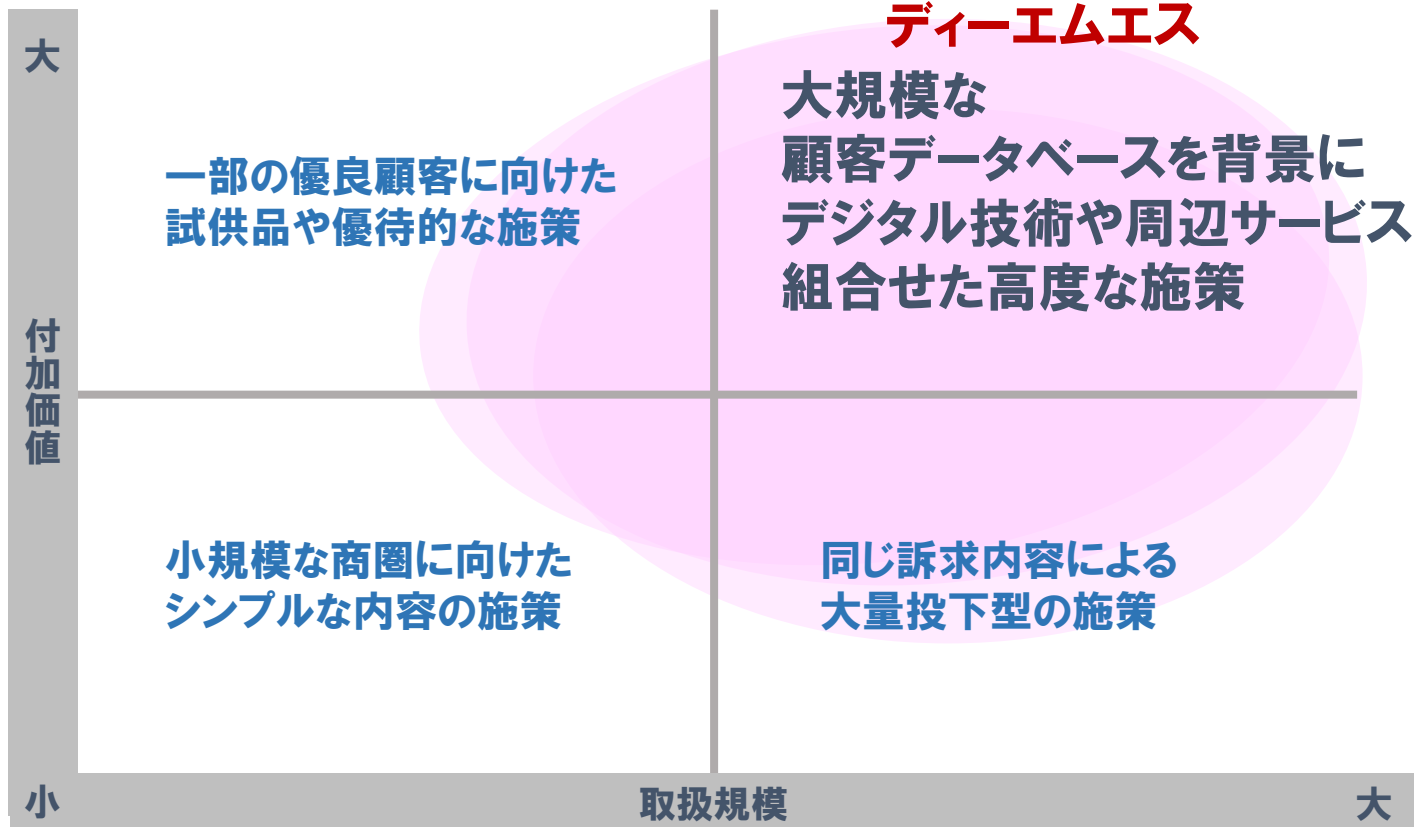 ディーエムエス
大
大規模な
顧客データベースを背景に
デジタル技術や周辺サービス
組合せた高度な施策
一部の優良顧客に向けた
試供品や優待的な施策
付加価値
小規模な商圏に向けた
シンプルな内容の施策
同じ訴求内容による
大量投下型の施策
小
取扱規模
大